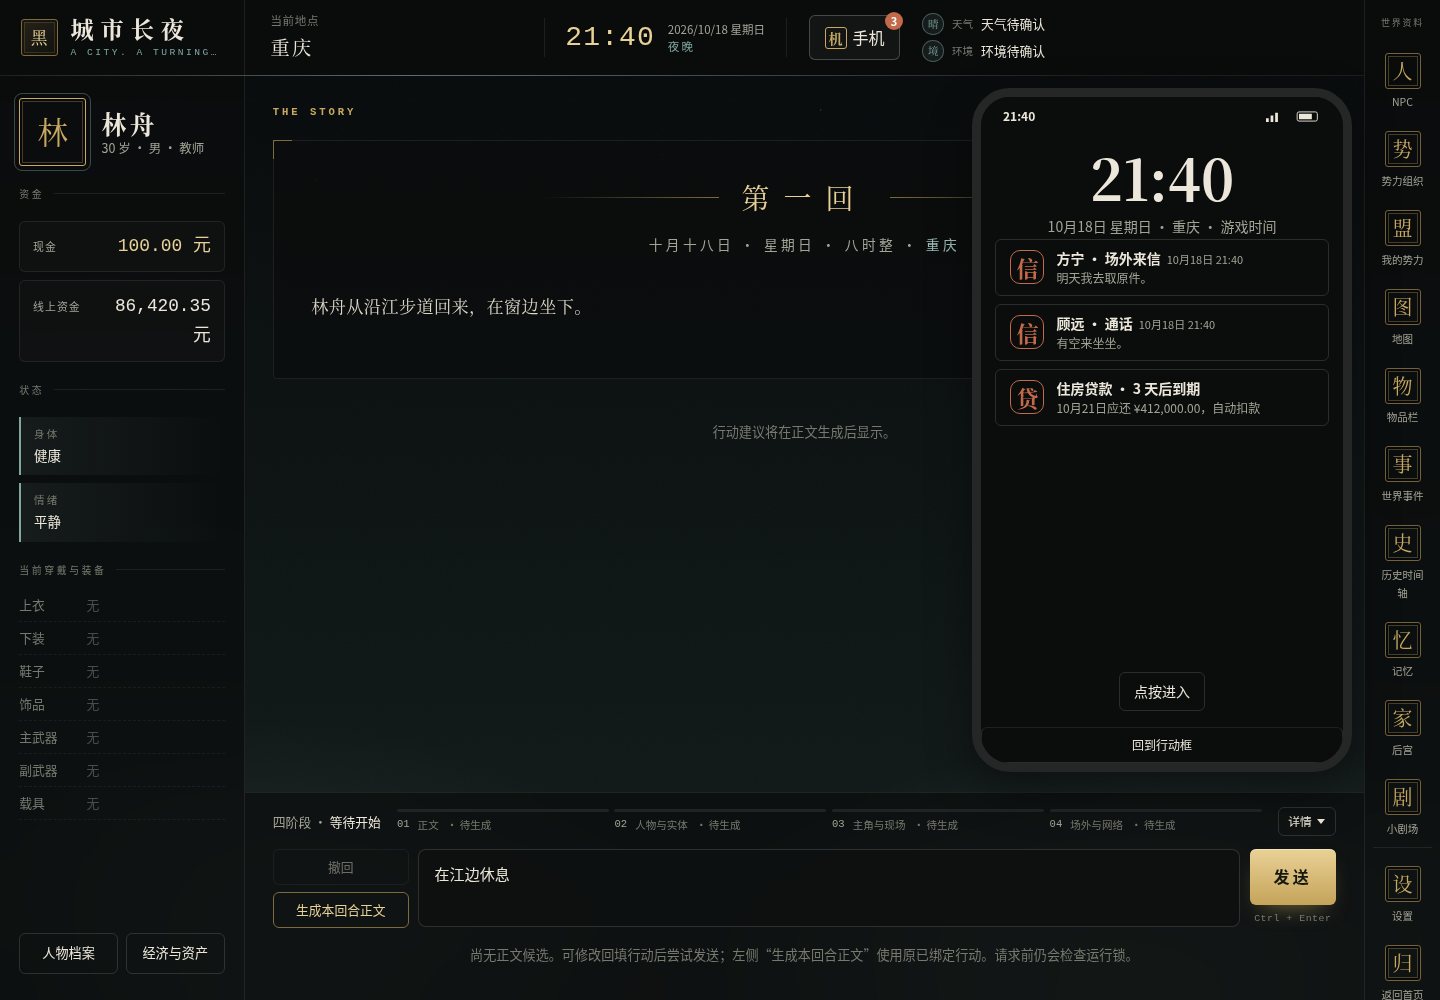 黑
城市长夜
A CITY. A TURNING…
当前地点
重庆
21:40
2026/10/18 星期日
夜晚
机 手机
3
晴 天气 天气待确认
境 环境 环境待确认
林
林舟
30 岁 · 男 · 教师
资金
现金 100.00 元
线上资金 86,420.35
元
状态
身体
健康
情绪
平静
当前穿戴与装备
上衣 无
下装 无
鞋子 无
饰品 无
主武器 无
副武器 无
载具 无
人物档案 经济与资产
THE STORY
第一回
十月十八日 · 星期日 · 八时整 · 重庆
林舟从沿江步道回来，在窗边坐下。
行动建议将在正文生成后显示。
21:40
21:40
10月18日 星期日 · 重庆 · 游戏时间
信
方宁 · 场外来信 10月18日 21:40
明天我去取原件。
信
顾远 · 通话 10月18日 21:40
有空来坐坐。
贷
住房贷款 · 3 天后到期
10月21日应还 ¥412,000.00，自动扣款
点按进入
回到行动框
四阶段 · 等待开始
01 正文 · 待生成
02 人物与实体 · 待生成
03 主角与现场 · 待生成
04 场外与网络 · 待生成
详情
撤回
生成本回合正文
在江边休息
发送
Ctrl + Enter
尚无正文候选。可修改回填行动后尝试发送；左侧“生成本回合正文”使用原已绑定行动。请求前仍会检查运行锁。
世界资料
人
NPC
势
势力组织
盟
我的势力
图
地图
物
物品栏
事
世界事件
史
历史时间
轴
忆
记忆
家
后宫
剧
小剧场
设
设置
归
返回首页